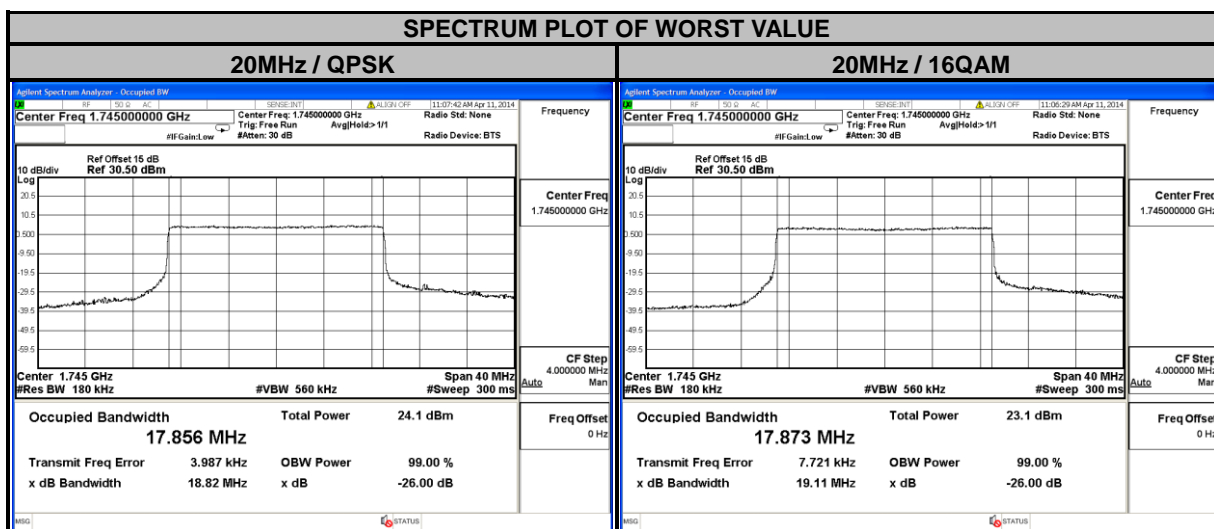 SPECTRUM PLOT OF WORST VALUE
20MHz / QPSK
20MHz / 16QAM
Agilent Spectrum Analyzer - Occupied BW
RF 50 Ω AC SENSE:INT ALIGN OFF 11:07:42 AM Apr 11, 2014
Center Freq 1.745000000 GHz
Center Freq: 1.745000000 GHz
Radio Std: None
Trig: Free Run Avg|Hold:> 1/1
#IFGain:Low
#Atten: 30 dB
Radio Device: BTS
Frequency
Ref Offset 15 dB
10 dB/div Ref 30.50 dBm
Log
20.5
10.5
0.500
-9.50
-19.5
-29.5
-39.5
-49.5
-59.5
Center Freq
1.745000000 GHz
Center 1.745 GHz
Span 40 MHz
#Res BW 180 kHz
#VBW 560 kHz
#Sweep 300 ms
CF Step
4.000000 MHz
Auto Man
Occupied Bandwidth
Total Power 24.1 dBm
17.856 MHz
Transmit Freq Error 3.987 kHz OBW Power 99.00 %
x dB Bandwidth 18.82 MHz x dB -26.00 dB
Freq Offset
0 Hz
MSG
STATUS
Agilent Spectrum Analyzer - Occupied BW
RF 50 Ω AC SENSE:INT ALIGN OFF 11:06:29 AM Apr 11, 2014
Center Freq 1.745000000 GHz
Center Freq: 1.745000000 GHz
Radio Std: None
Trig: Free Run Avg|Hold:> 1/1
#IFGain:Low
#Atten: 30 dB
Radio Device: BTS
Frequency
Ref Offset 15 dB
10 dB/div Ref 30.50 dBm
Log
20.5
10.5
0.500
-9.50
-19.5
-29.5
-39.5
-49.5
-59.5
Center Freq
1.745000000 GHz
Center 1.745 GHz
Span 40 MHz
#Res BW 180 kHz
#VBW 560 kHz
#Sweep 300 ms
CF Step
4.000000 MHz
Auto Man
Occupied Bandwidth
Total Power 23.1 dBm
17.873 MHz
Transmit Freq Error 7.721 kHz OBW Power 99.00 %
x dB Bandwidth 19.11 MHz x dB -26.00 dB
Freq Offset
0 Hz
MSG
STATUS